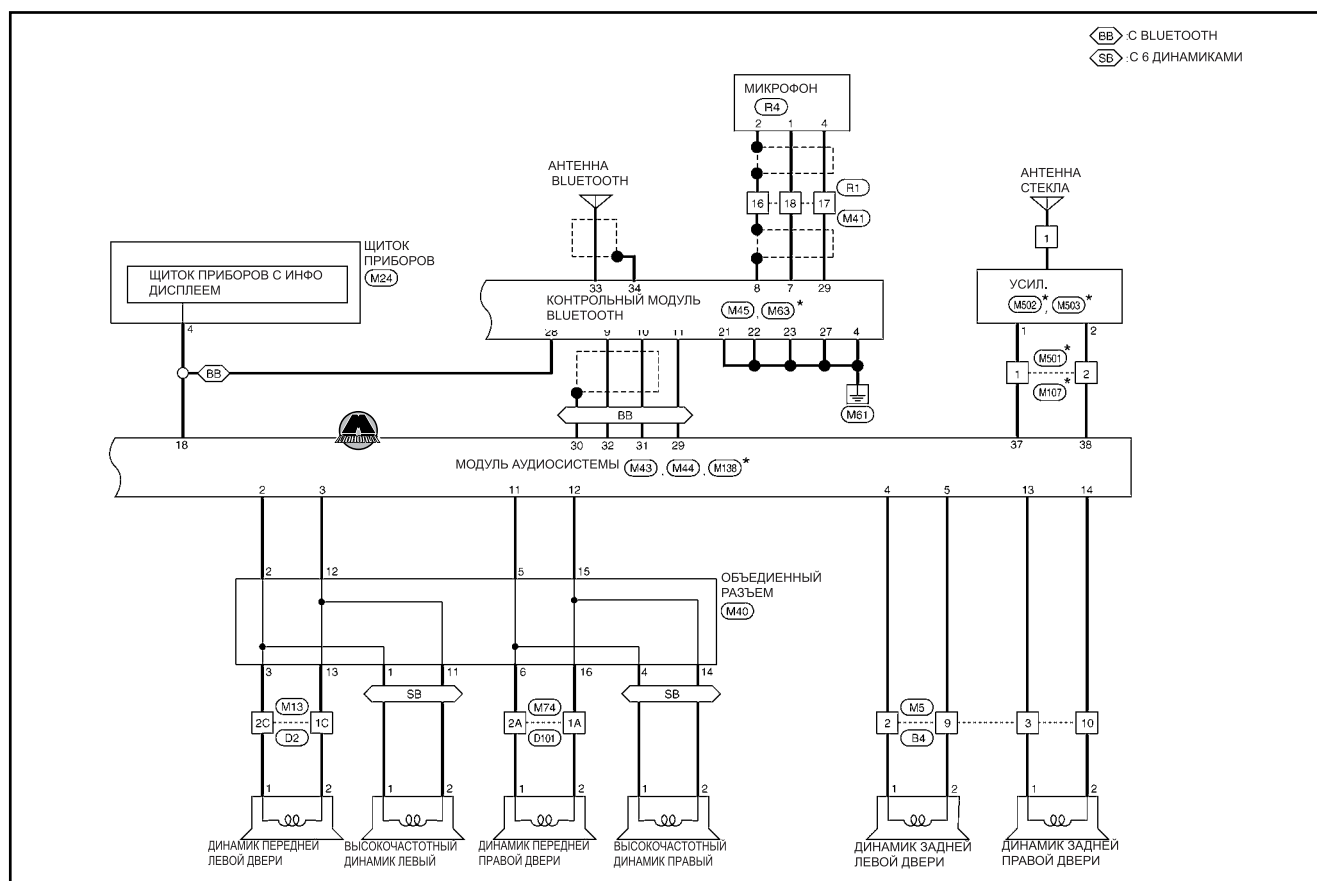 BB :С BLUETOOTH
SB :С 6 ДИНАМИКАМИ
МИКРОФОН
R4
2 1 4
АНТЕННА
BLUETOOTH
АНТЕННА
СТЕКЛА
R1
16 18 17
M41
1
ЩИТОК
ПРИБОРОВ
M24
ЩИТОК ПРИБОРОВ С ИНФО
ДИСПЛЕЕМ
4
33 34 8 7 29
КОНТРОЛЬНЫЙ МОДУЛЬ
BLUETOOTH
M45 , M63 *
28 9 10 11 21 22 23 27 4
УСИЛ.
M502 * , M503 *
1 2
M501 *
1 2
M107 *
BB
BB
M61
18 30 32 31 29 37 38
МОДУЛЬ АУДИОСИСТЕМЫ M43 , M44 , M138 *
2 3 11 12 4 5 13 14
2 12 5 15
ОБЪЕДИЕННЫЙ
РАЗЪЕМ
M40
3 13 1 11 6 16 4 14
SB SB
M13 M74 M5
2C 1C 2A 1A 2 9 3 10
D2 D101 B4
1 2 1 2 1 2 1 2 1 2 1 2
ДИНАМИК ПЕРЕДНЕЙ
ЛЕВОЙ ДВЕРИ
ВЫСОКОЧАСТОТНЫЙ
ДИНАМИК ЛЕВЫЙ
ДИНАМИК ПЕРЕДНЕЙ
ПРАВОЙ ДВЕРИ
ВЫСОКОЧАСТОТНЫЙ
ДИНАМИК ПРАВЫЙ
ДИНАМИК ЗАДНЕЙ
ЛЕВОЙ ДВЕРИ
ДИНАМИК ЗАДНЕЙ
ПРАВОЙ ДВЕРИ